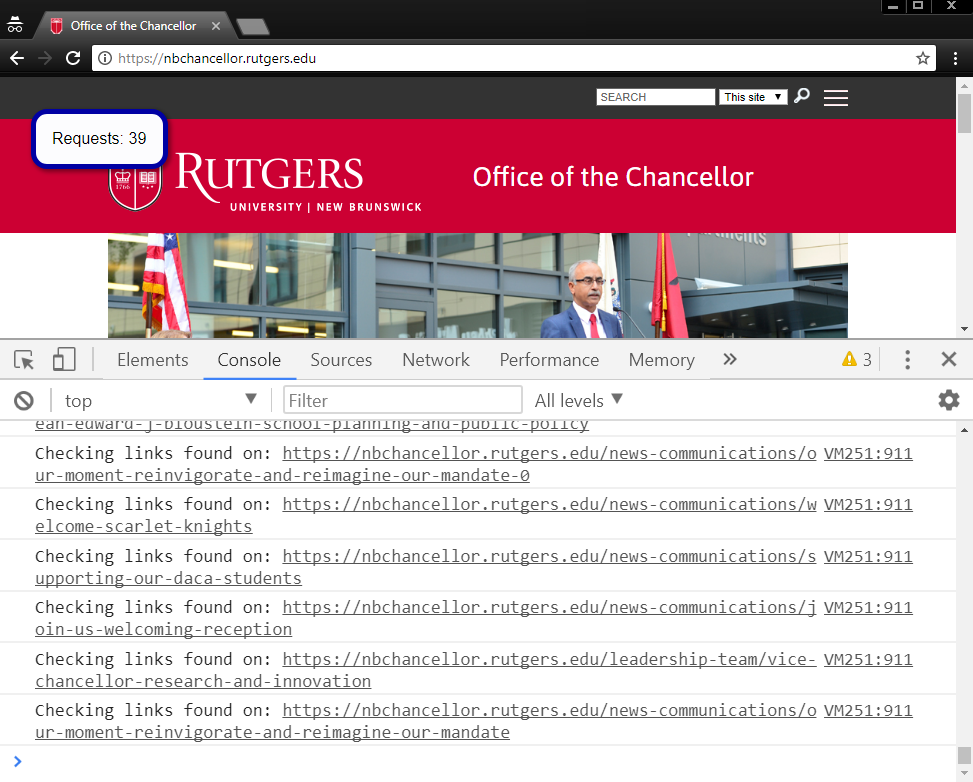 Office of the Chancellor
https://nbchancellor.rutgers.edu
SEARCH
This site
Requests: 39
1766
RUTGERS
UNIVERSITY | NEW BRUNSWICK
Office of the Chancellor
Elements Console Sources Network Performance Memory 3
top Filter All levels
ean-edward-j-bloustein-school-planning-and-public-policy
Checking links found on: https://nbchancellor.rutgers.edu/news-communications/o VM251:911
ur-moment-reinvigorate-and-reimagine-our-mandate-0
Checking links found on: https://nbchancellor.rutgers.edu/news-communications/w VM251:911
elcome-scarlet-knights
Checking links found on: https://nbchancellor.rutgers.edu/news-communications/s VM251:911
upporting-our-daca-students
Checking links found on: https://nbchancellor.rutgers.edu/news-communications/j VM251:911
oin-us-welcoming-reception
Checking links found on: https://nbchancellor.rutgers.edu/leadership-team/vice- VM251:911
chancellor-research-and-innovation
Checking links found on: https://nbchancellor.rutgers.edu/news-communications/o VM251:911
ur-moment-reinvigorate-and-reimagine-our-mandate